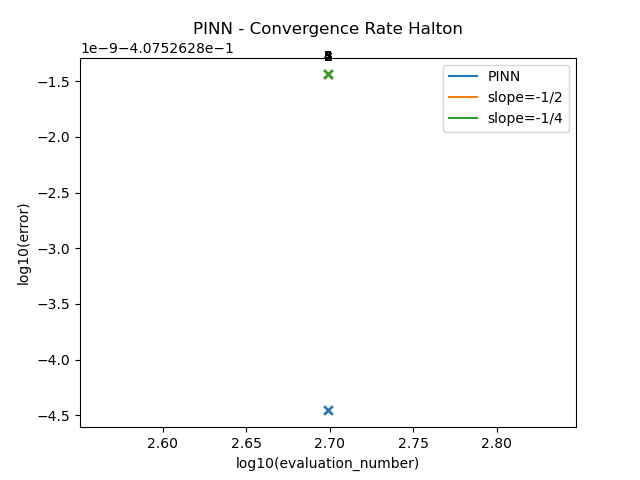 PINN - Convergence Rate Halton
1e−9−4.0752628e−1
PINN
slope=-1/2
slope=-1/4
−1.5
−2.0
−2.5
−3.0
−3.5
−4.0
−4.5
log10(error)
2.60 2.65 2.70 2.75 2.80
log10(evaluation_number)